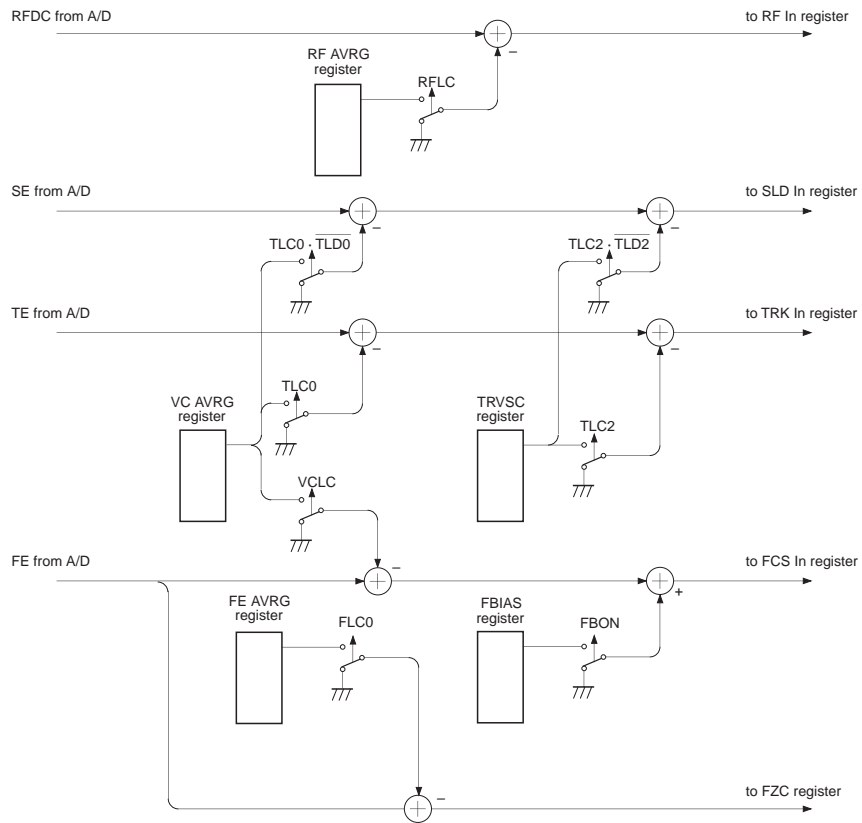 RFDC from A/D
to RF In register
–
RF AVRG
register
RFLC
SE from A/D
to SLD In register
–
–
TLC0 · T̅L̅D̅0̅
TLC2 · T̅L̅D̅2̅
TE from A/D
to TRK In register
–
–
TLC0
VC AVRG
register
TRVSC
register
TLC2
VCLC
FE from A/D
–
to FCS In register
+
FE AVRG
register
FLC0
FBIAS
register
FBON
–
to FZC register